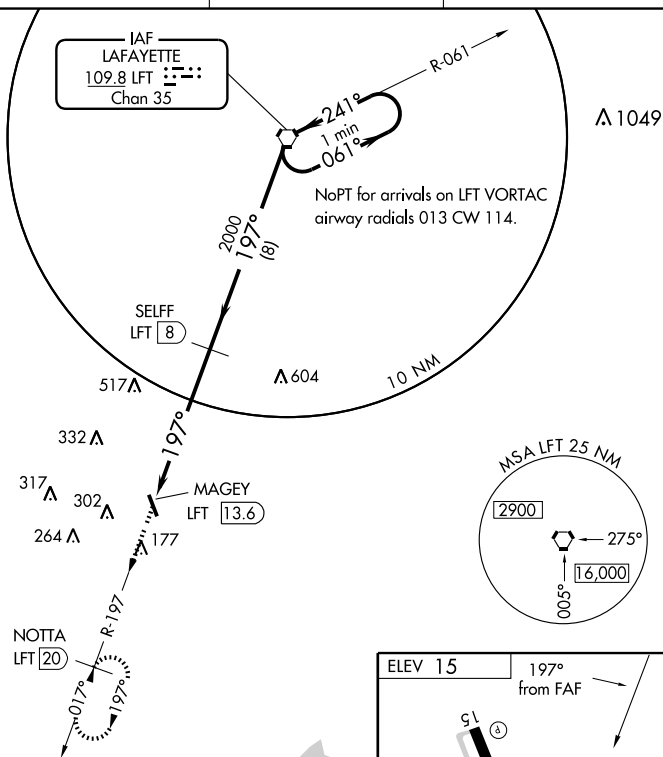 IAF
LAFAYETTE
109.8 LFT
Chan 35
R-061
241°
1 min
061°
1049
NoPT for arrivals on LFT VORTAC
airway radials 013 CW 114.
2000
197°
(8)
SELFF
LFT 8
604
10 NM
517
197°
332
317
302
264
177
MAGEY
LFT 13.6
MSA LFT 25 NM
2900
275°
16,000
005°
R-197
NOTTA
LFT 20
017°
197°
ELEV 15
197°
from FAF
15
P